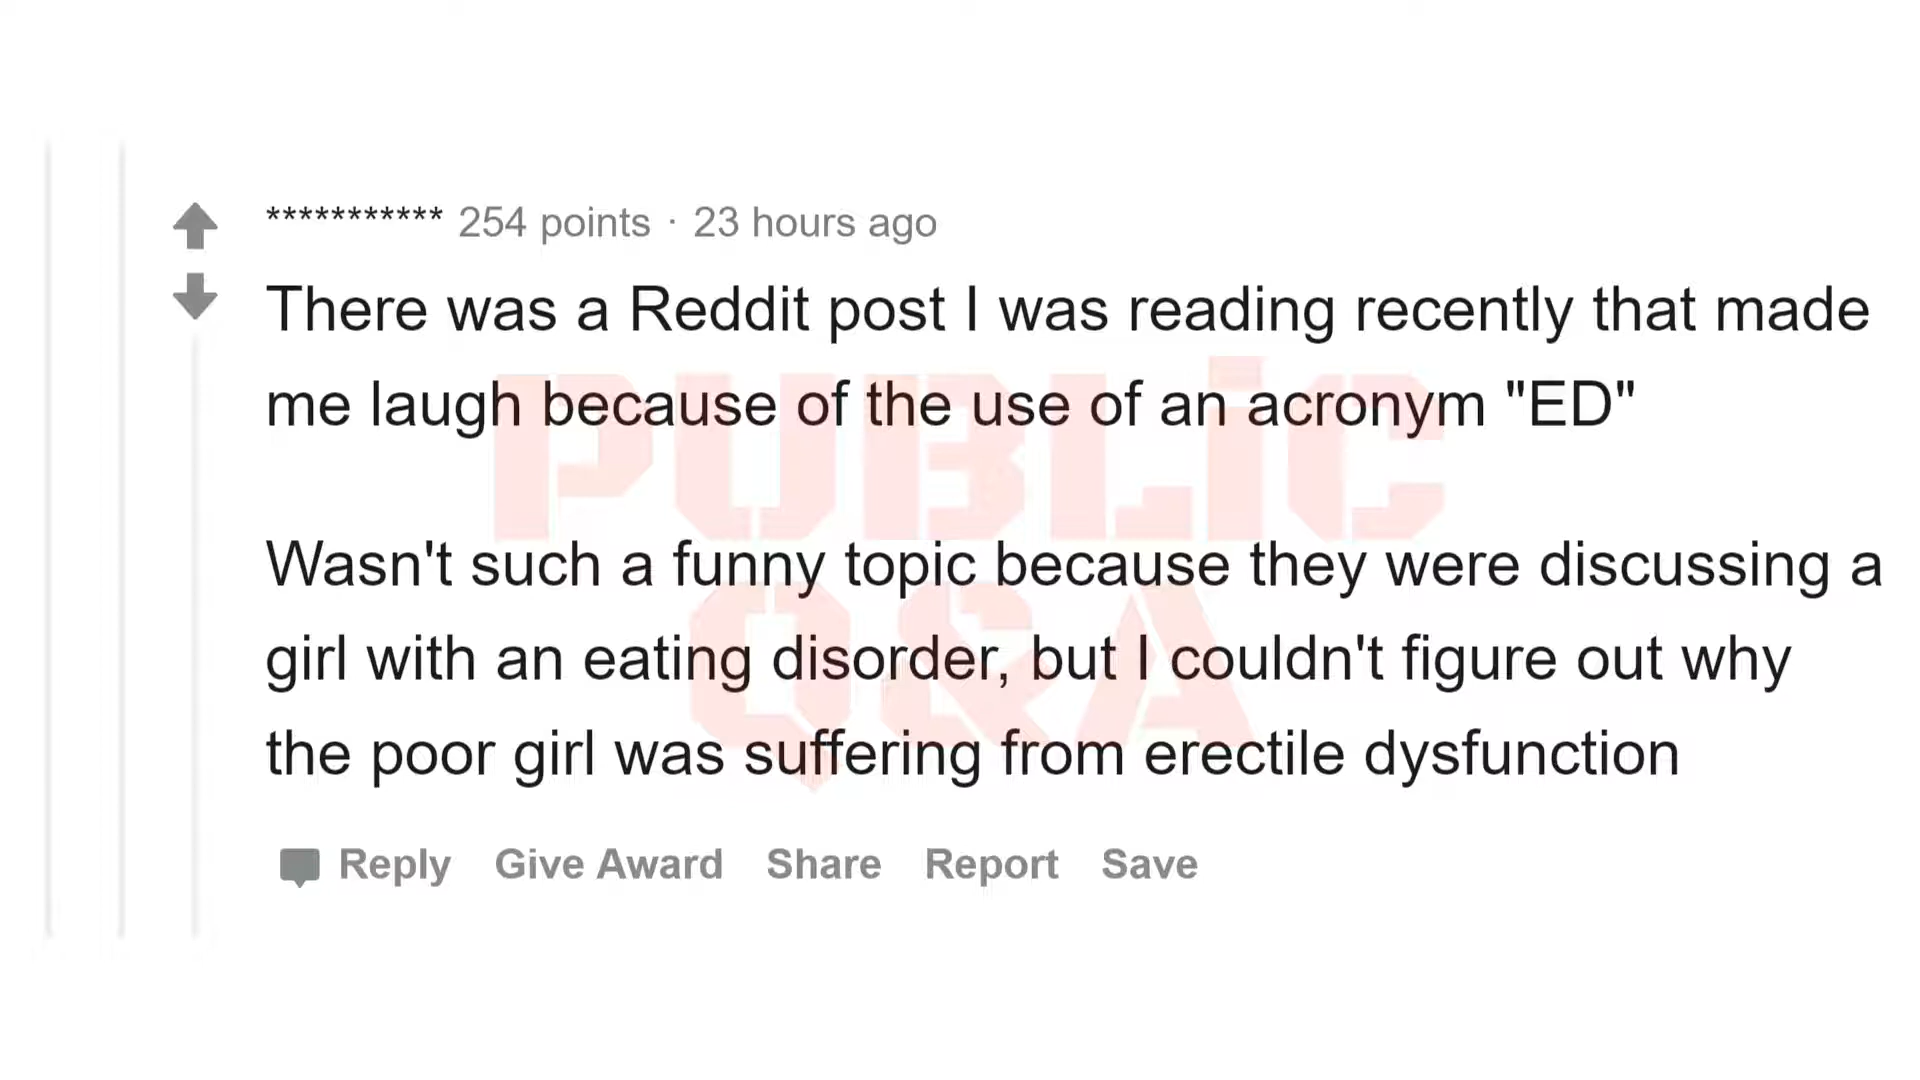 *********** 254 points · 23 hours ago
There was a Reddit post I was reading recently that made
me laugh because of the use of an acronym "ED"
PUBLiC
Wasn't such a funny topic because they were discussing a
girl with an eating disorder, but I couldn't figure out why
Q&A
the poor girl was suffering from erectile dysfunction
Reply Give Award Share Report Save